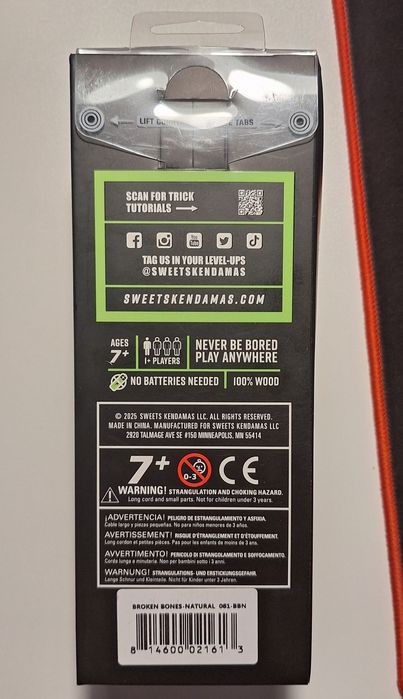 LIFT TABS
SCAN FOR TRICK
TUTORIALS
TAG US IN YOUR LEVEL-UPS
@SWEETSKENDAMAS
SWEETSKENDAMAS.COM
AGES
7+
1+ PLAYERS
NEVER BE BORED
PLAY ANYWHERE
NO BATTERIES NEEDED
100% WOOD
© 2025 SWEETS KENDAMAS LLC. ALL RIGHTS RESERVED.
MADE IN CHINA. MANUFACTURED FOR SWEETS KENDAMAS LLC
2920 TALMAGE AVE SE #150 MINNEAPOLIS, MN 55414
7+ 0-3 CE
WARNING! STRANGULATION AND CHOKING HAZARD.
Long cord and small parts. Not for children under 3 years.
¡ADVERTENCIA! PELIGRO DE ESTRANGULAMIENTO Y ASFIXIA.
Cable largo y piezas pequeñas. No para niños menores de 3 años.
AVERTISSEMENT! RISQUE D'ÉTRANGLEMENT ET D'ÉTOUFFEMENT.
Long cordon et petites pièces. Pas pour les enfants de moins de 3 ans.
AVVERTIMENTO! PERICOLO DI STRANGOLAMENTO E SOFFOCAMENTO.
Corda lunga e minuteria. Non per bambini sotto i 3 anni.
WARNUNG! STRANGULATIONS- UND ERSTICKUNGSGEFAHR.
Lange Schnur und Kleinteile. Nicht für Kinder unter 3 Jahren.
BROKEN BONES-NATURAL 081-BBN
8 14600 02161 3